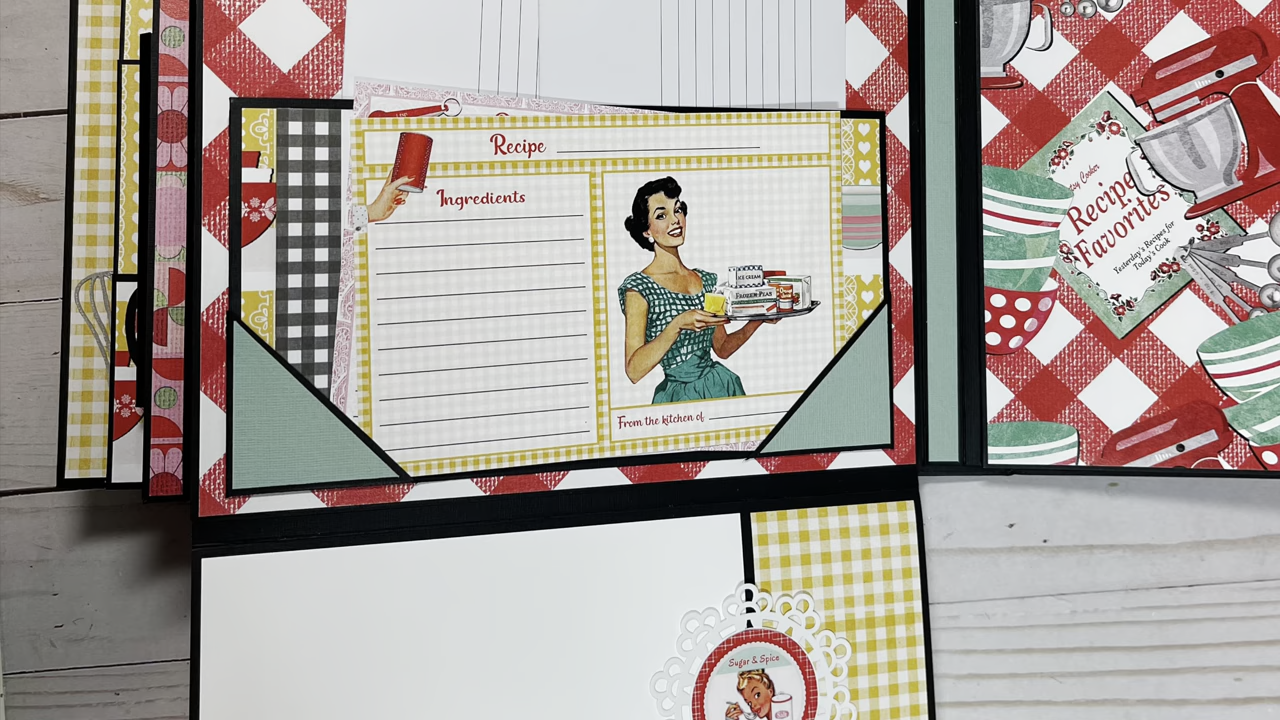 Recipe
Ingredients
ICE CREAM
FROZEN PEAS
From the kitchen of
Recipe
Favorites
Yesterday's Recipes for
Today's Cook
Sugar & Spice